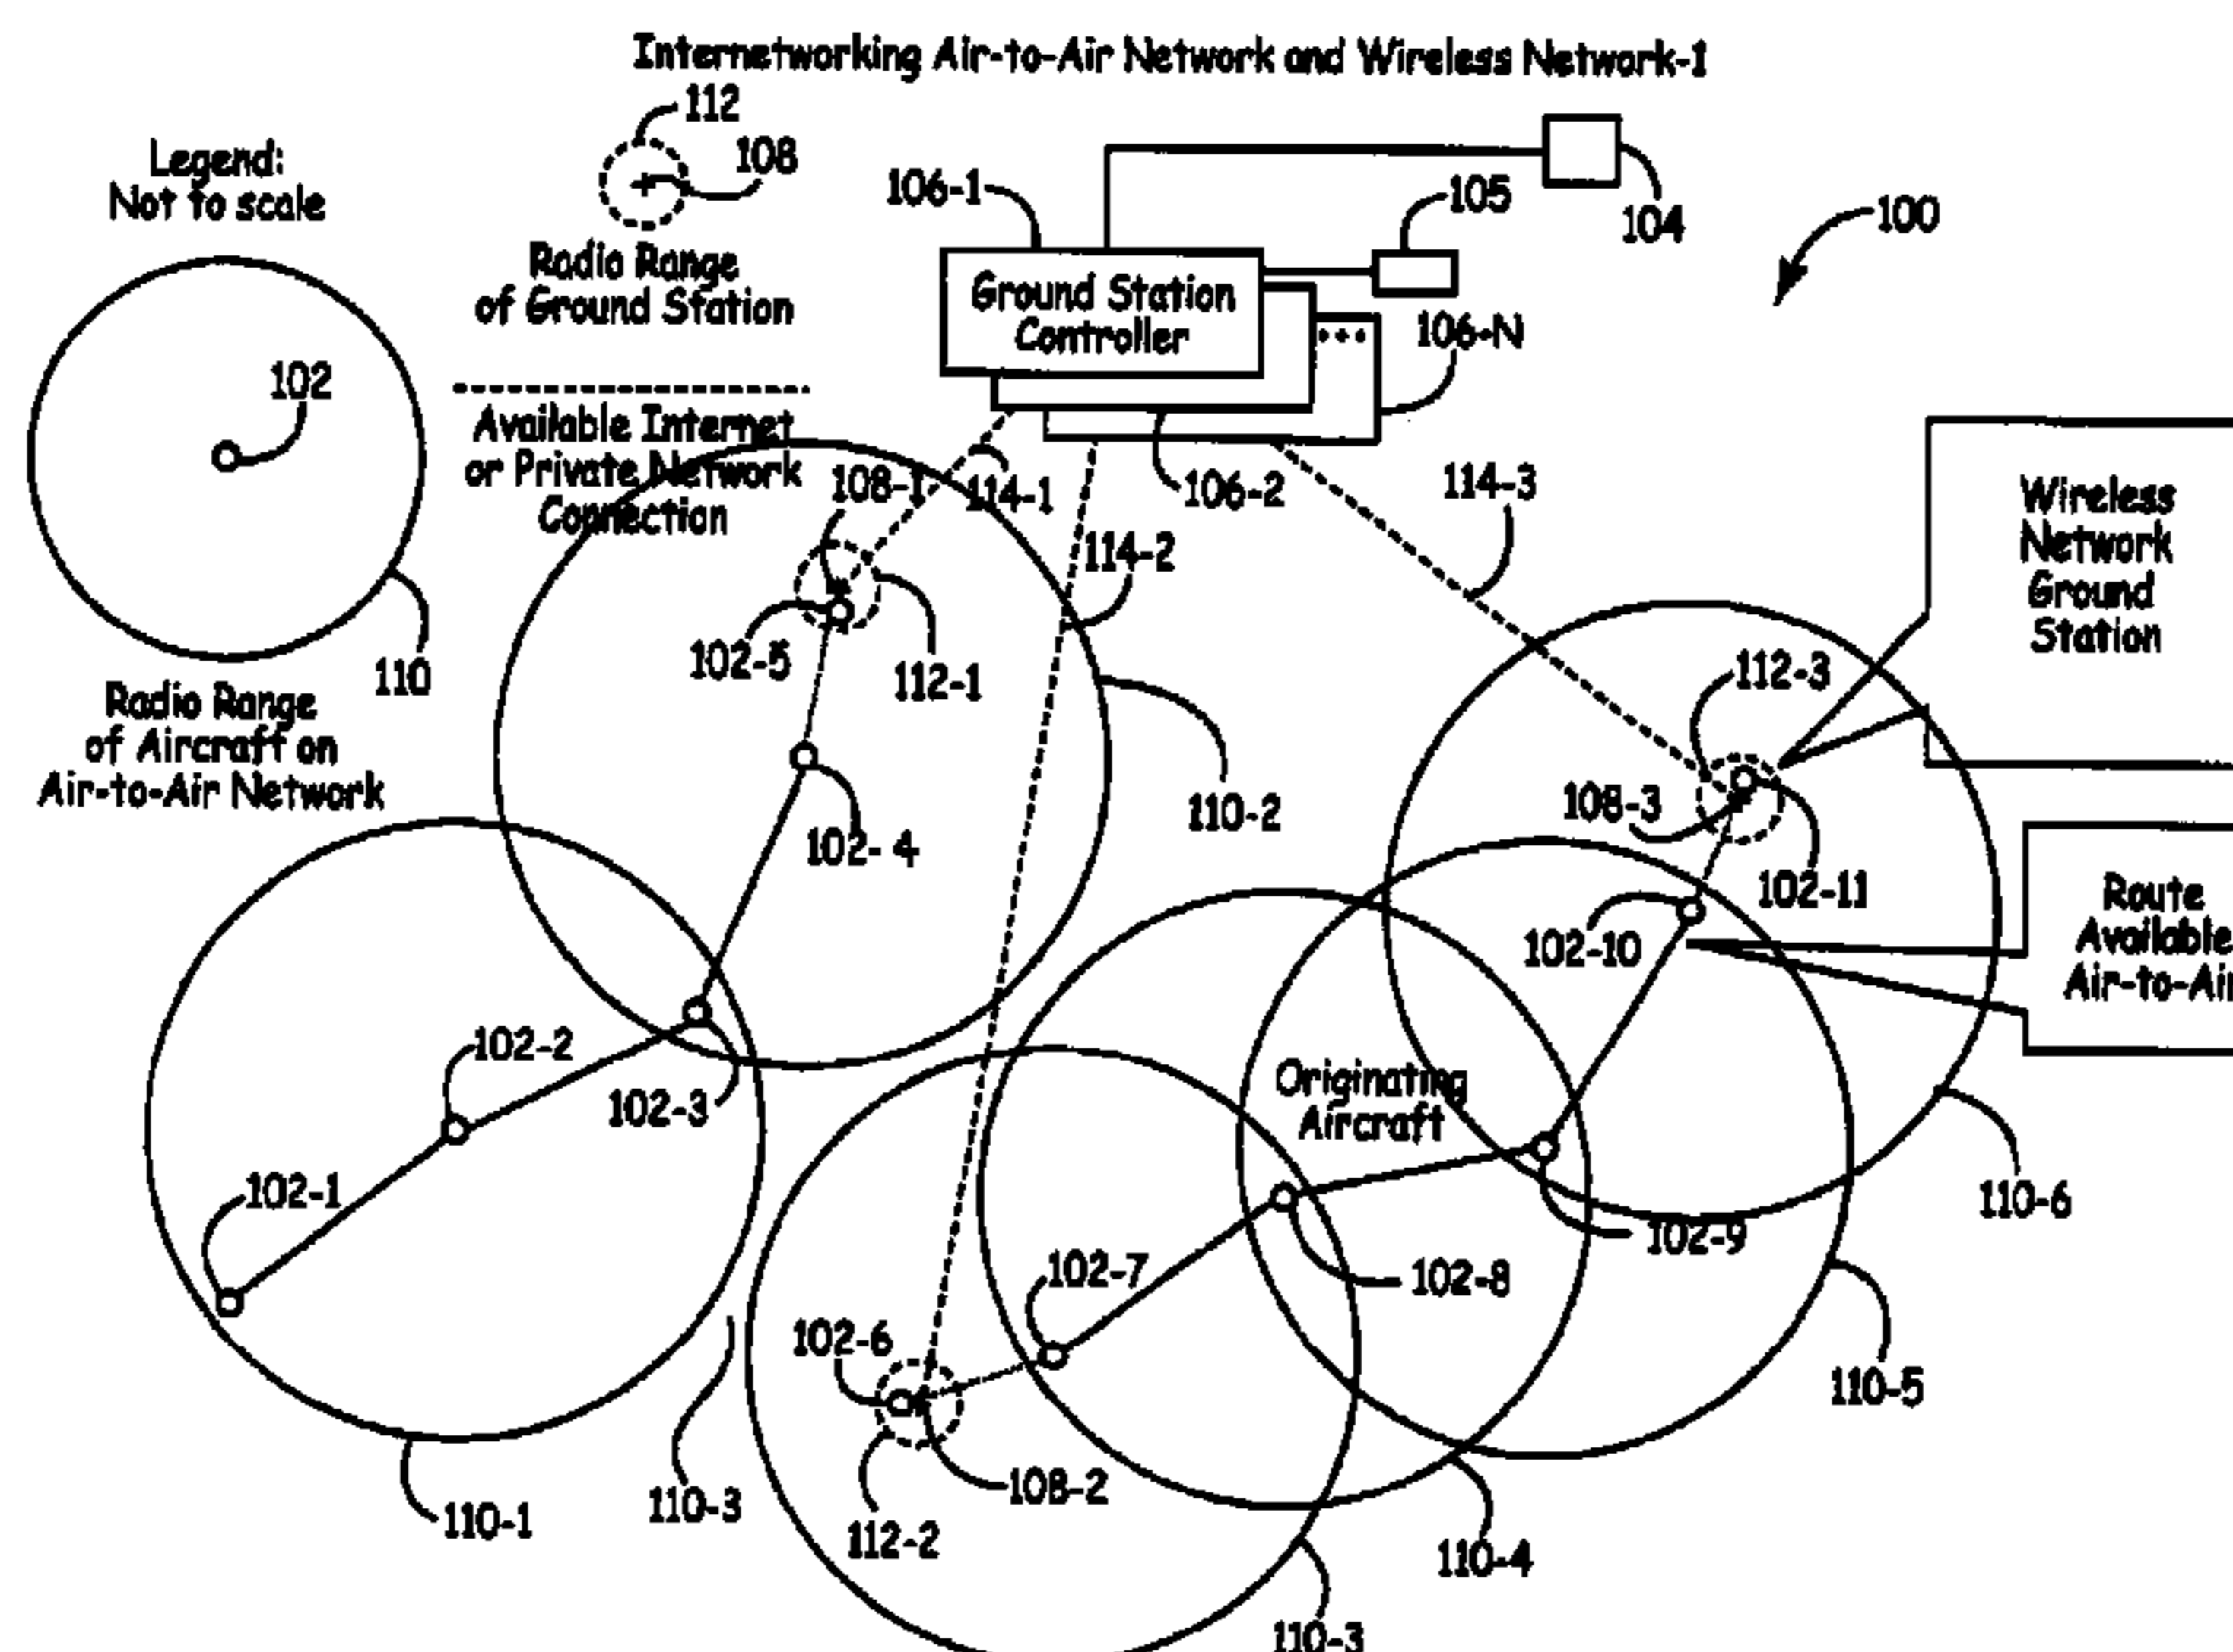 Internetworking Air-to-Air Network and Wireless Network-1
112
Legend:
Not to scale
108
106-1
105
104
100
Radio Range
of Ground Station
Ground Station
Controller
106-N
102
Available Internet
or Private Network
Connection
108-1
114-1
106-2
114-3
Wireless
Network
Ground
Station
114-2
102-5
112-1
112-3
110
Radio Range
of Aircraft on
Air-to-Air Network
110-2
108-3
102-4
102-11
Route
Available
Air-to-Air
102-10
102-2
102-3
Originating
Aircraft
102-1
110-6
102-9
102-7
102-8
102-6
110-5
108-2
110-3
110-1
112-2
110-4
110-3